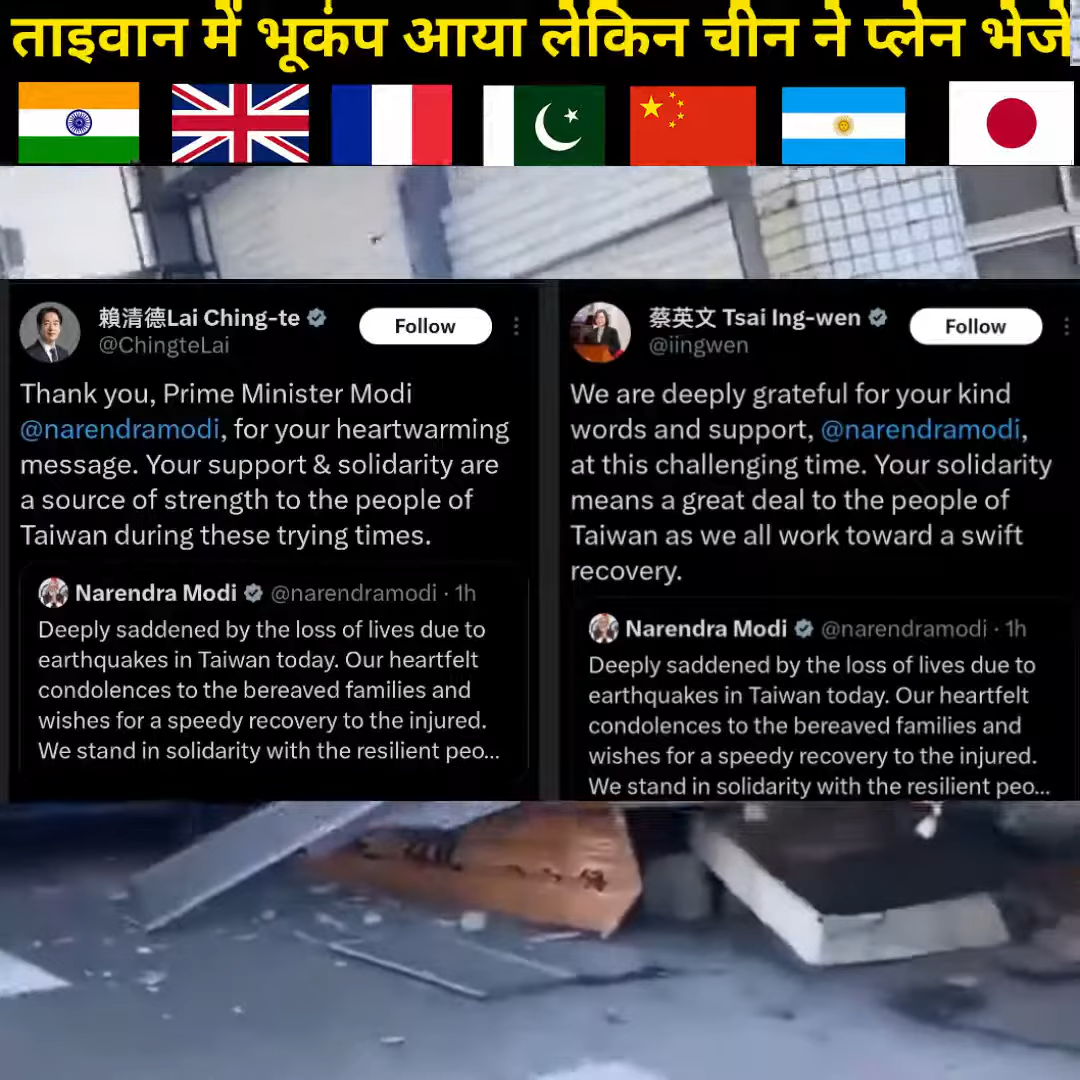 ताइवान में भूकंप आया लेकिन चीन ने प्लेन भेजे
賴清德Lai Ching-te
@ChingteLai
Follow
Thank you, Prime Minister Modi
@narendramodi, for your heartwarming
message. Your support & solidarity are
a source of strength to the people of
Taiwan during these trying times.
Narendra Modi @narendramodi · 1h
Deeply saddened by the loss of lives due to
earthquakes in Taiwan today. Our heartfelt
condolences to the bereaved families and
wishes for a speedy recovery to the injured.
We stand in solidarity with the resilient peo...
蔡英文 Tsai Ing-wen
@iingwen
Follow
We are deeply grateful for your kind
words and support, @narendramodi,
at this challenging time. Your solidarity
means a great deal to the people of
Taiwan as we all work toward a swift
recovery.
Narendra Modi @narendramodi · 1h
Deeply saddened by the loss of lives due to
earthquakes in Taiwan today. Our heartfelt
condolences to the bereaved families and
wishes for a speedy recovery to the injured.
We stand in solidarity with the resilient peo...